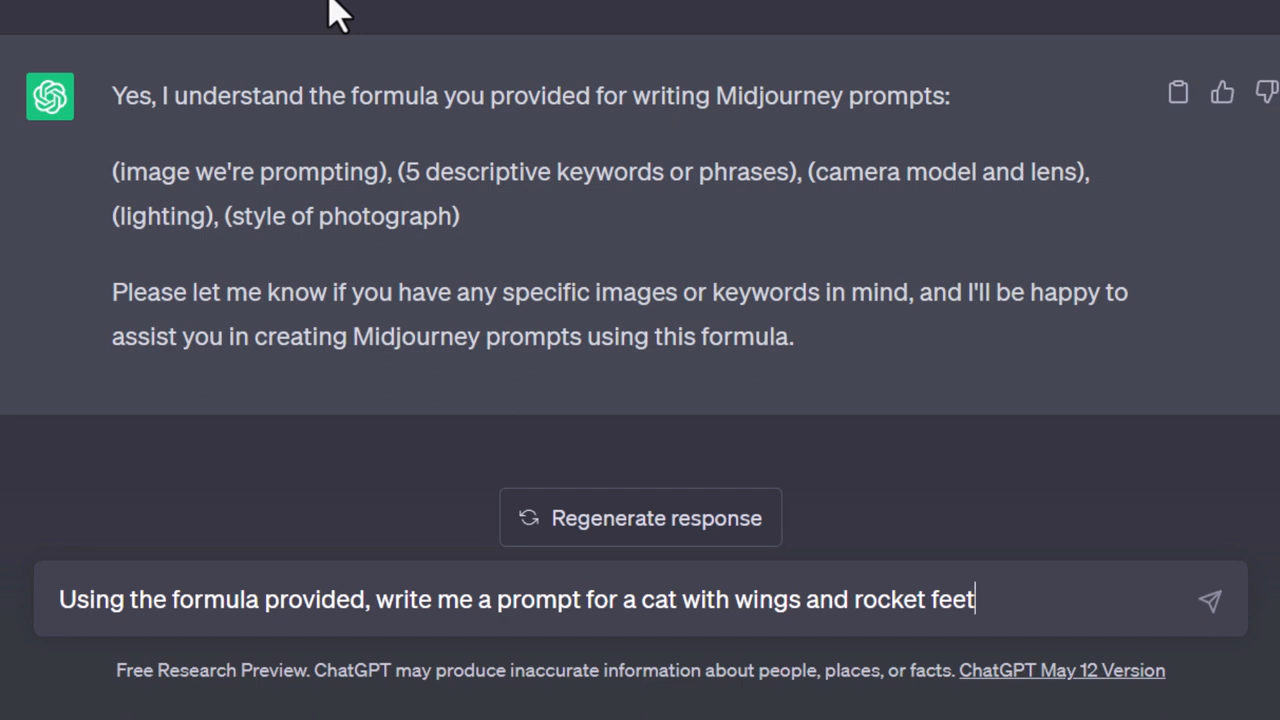 Yes, I understand the formula you provided for writing Midjourney prompts:
(image we're prompting), (5 descriptive keywords or phrases), (camera model and lens),
(lighting), (style of photograph)
Please let me know if you have any specific images or keywords in mind, and I'll be happy to
assist you in creating Midjourney prompts using this formula.
Regenerate response
Using the formula provided, write me a prompt for a cat with wings and rocket feet
Free Research Preview. ChatGPT may produce inaccurate information about people, places, or facts. ChatGPT May 12 Version